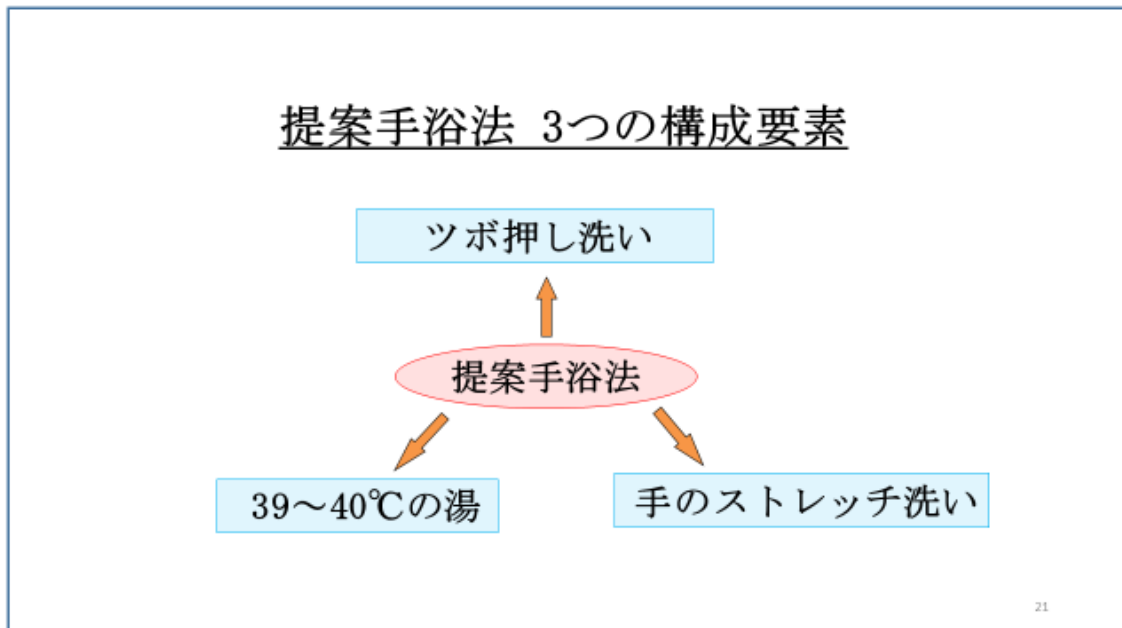 提案手浴法 3つの構成要素
ツボ押し洗い
提案手浴法
39～40℃の湯
手のストレッチ洗い
21